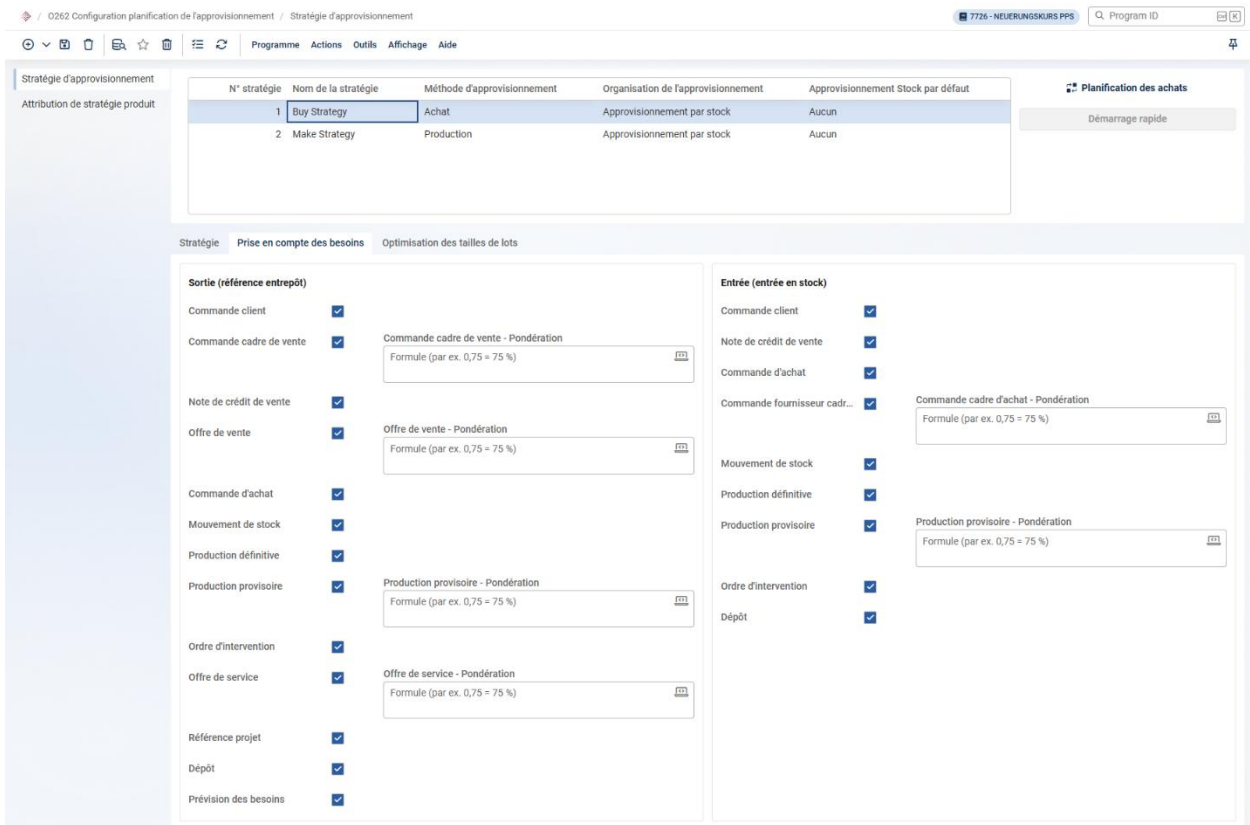 / 0262 Configuration planification de l'approvisionnement / Stratégie d'approvisionnement
7726 - NEUERUNGSKURS PPS
Program ID
K
Programme Actions Outils Affichage Aide
Stratégie d'approvisionnement
Attribution de stratégie produit
N° stratégie Nom de la stratégie Méthode d'approvisionnement Organisation de l'approvisionnement Approvisionnement Stock par défaut
1 Buy Strategy Achat Approvisionnement par stock Aucun
2 Make Strategy Production Approvisionnement par stock Aucun
Planification des achats
Démarrage rapide
Stratégie Prise en compte des besoins Optimisation des tailles de lots
Sortie (référence entrepôt)
Commande client
Commande cadre de vente
Commande cadre de vente - Pondération
Formule (par ex. 0,75 = 75 %)
Note de crédit de vente
Offre de vente
Offre de vente - Pondération
Formule (par ex. 0,75 = 75 %)
Commande d'achat
Mouvement de stock
Production définitive
Production provisoire
Production provisoire - Pondération
Formule (par ex. 0,75 = 75 %)
Ordre d'intervention
Offre de service
Offre de service - Pondération
Formule (par ex. 0,75 = 75 %)
Référence projet
Dépôt
Prévision des besoins
Entrée (entrée en stock)
Commande client
Note de crédit de vente
Commande d'achat
Commande fournisseur cadr...
Commande cadre d'achat - Pondération
Formule (par ex. 0,75 = 75 %)
Mouvement de stock
Production définitive
Production provisoire
Production provisoire - Pondération
Formule (par ex. 0,75 = 75 %)
Ordre d'intervention
Dépôt